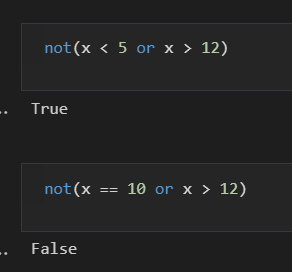 not(x < 5 or x > 12)
..
True
not(x == 10 or x > 12)
..
False